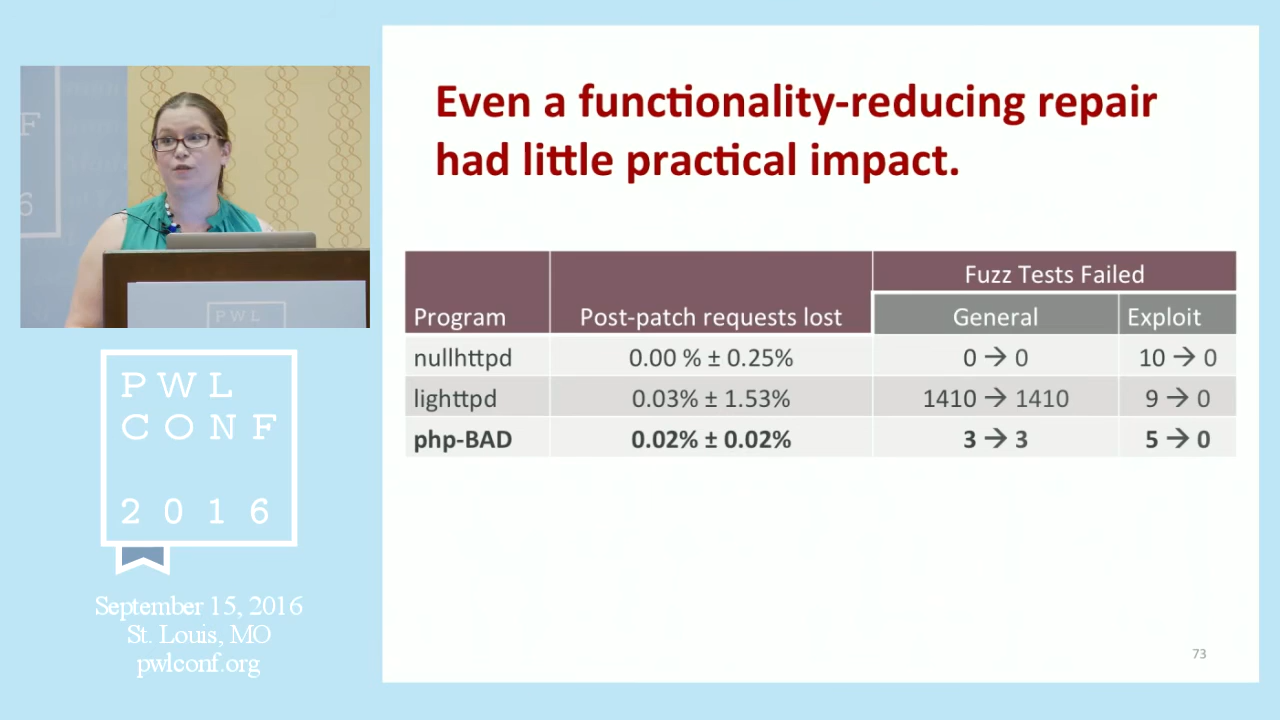 Even a functionality-reducing repair
had little practical impact.
Fuzz Tests Failed
Program Post-patch requests lost General Exploit
nullhttpd 0.00 % ± 0.25% 0 → 0 10 → 0
lighttpd 0.03% ± 1.53% 1410 → 1410 9 → 0
php-BAD 0.02% ± 0.02% 3 → 3 5 → 0
73
F
6
PWL
PWL
CONF
2016
September 15, 2016
St. Louis, MO
pwlconf.org